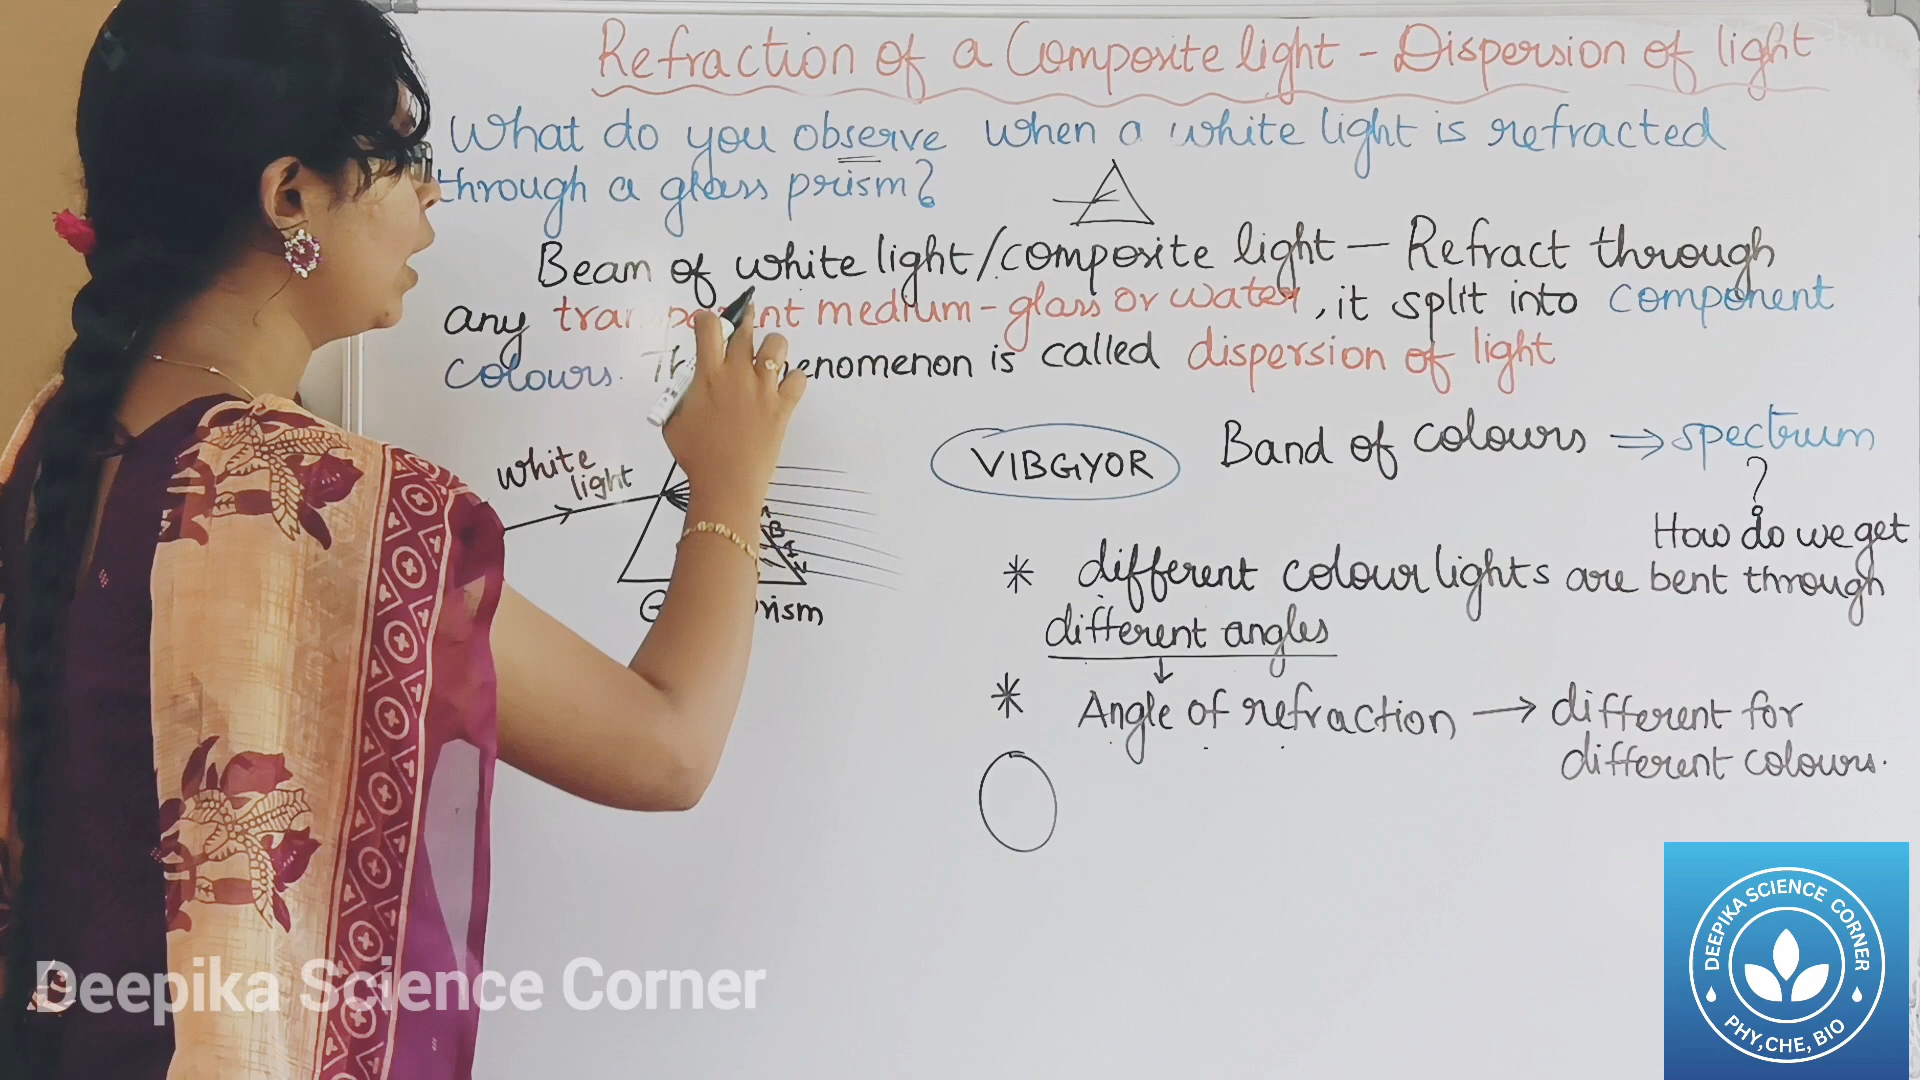 Refraction of a Composite light - Dispersion of light
What do you observe when a white light is refracted
through a glass prism?
Beam of white light/composite light — Refract through
any medium - glass or water, it split into component
colours. is called dispersion of light
white
light
VIBGYOR
Band of colours ⇒ spectrum
?
How do we get
* different colour lights are bent through
different angles
↓
* Angle of refraction → different for
different colours.
Deepika Science Corner
DEEPIKA SCIENCE CORNER
PHY,CHE, BIO